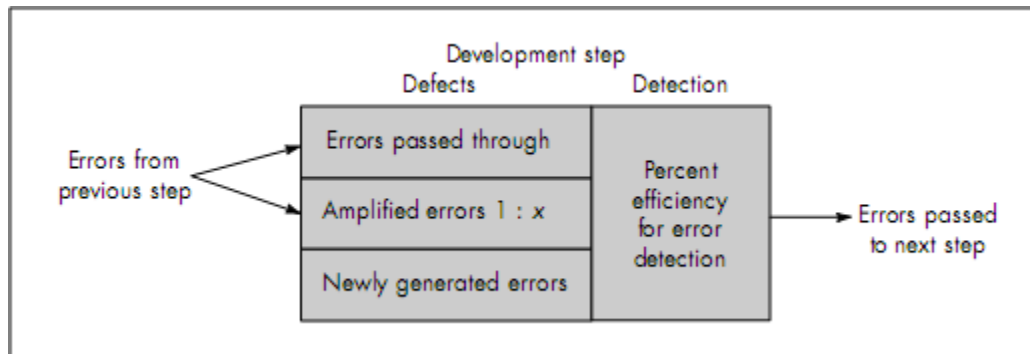 Development step
Defects
Detection
Errors from
previous step
Errors passed through
Amplified errors 1 : x
Newly generated errors
Percent
efficiency
for error
detection
Errors passed
to next step